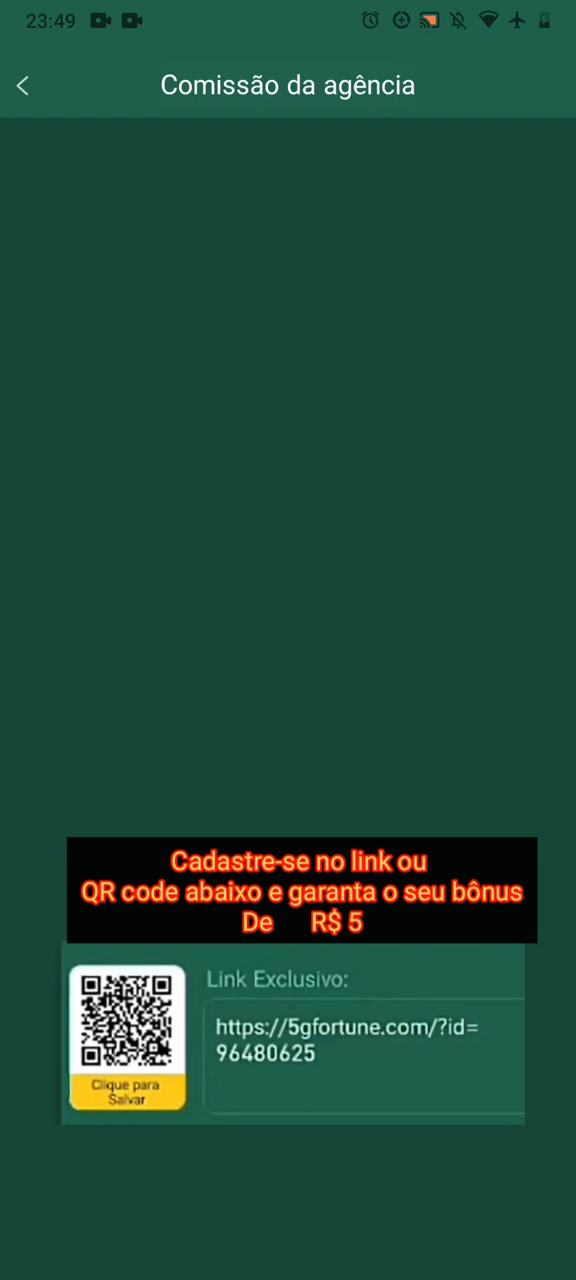 23:49
Comissão da agência
Cadastre-se no link ou
QR code abaixo e garanta o seu bônus
De R$ 5
Link Exclusivo:
https://5gfortune.com/?id=
96480625
Clique para
Salvar